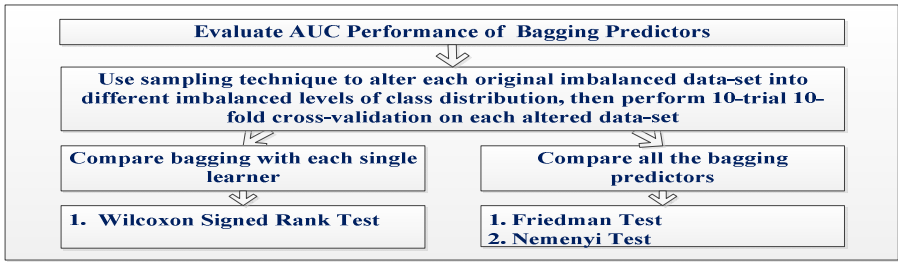 Evaluate AUC Performance of Bagging Predictors
Use sampling technique to alter each original imbalanced data-set into
different imbalanced levels of class distribution, then perform 10-trial 10-
fold cross-validation on each altered data-set
Compare bagging with each single
learner
Compare all the bagging
predictors
1. Wilcoxon Signed Rank Test
1. Friedman Test
2. Nemenyi Test